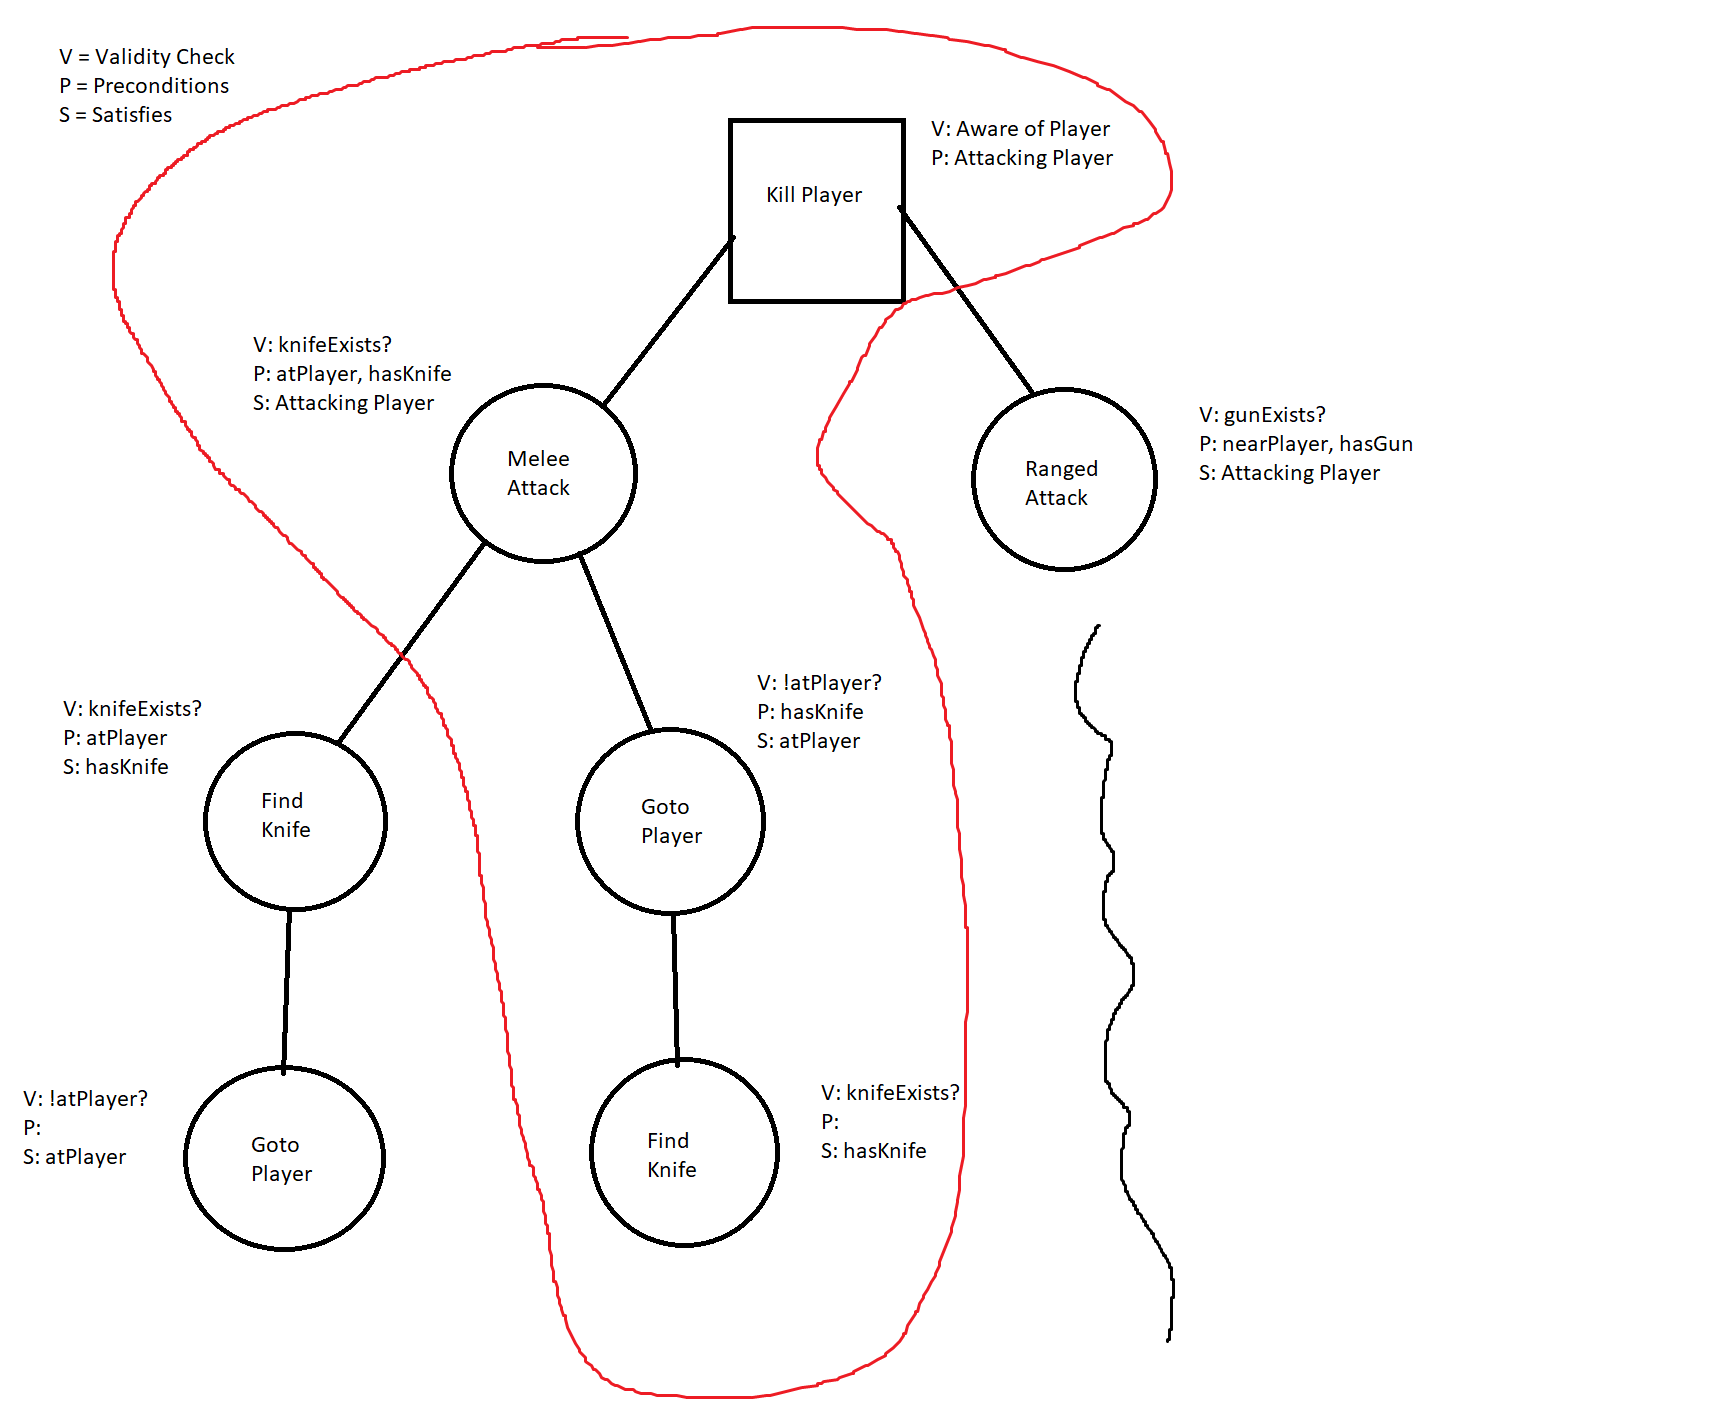 V = Validity Check
P = Preconditions
S = Satisfies
V: Aware of Player
P: Attacking Player
Kill Player
V: knifeExists?
P: atPlayer, hasKnife
S: Attacking Player
Melee
Attack
V: gunExists?
P: nearPlayer, hasGun
S: Attacking Player
Ranged
Attack
V: knifeExists?
P: atPlayer
S: hasKnife
Find
Knife
V: !atPlayer?
P: hasKnife
S: atPlayer
Goto
Player
V: !atPlayer?
P:
S: atPlayer
Goto
Player
V: knifeExists?
P:
S: hasKnife
Find
Knife